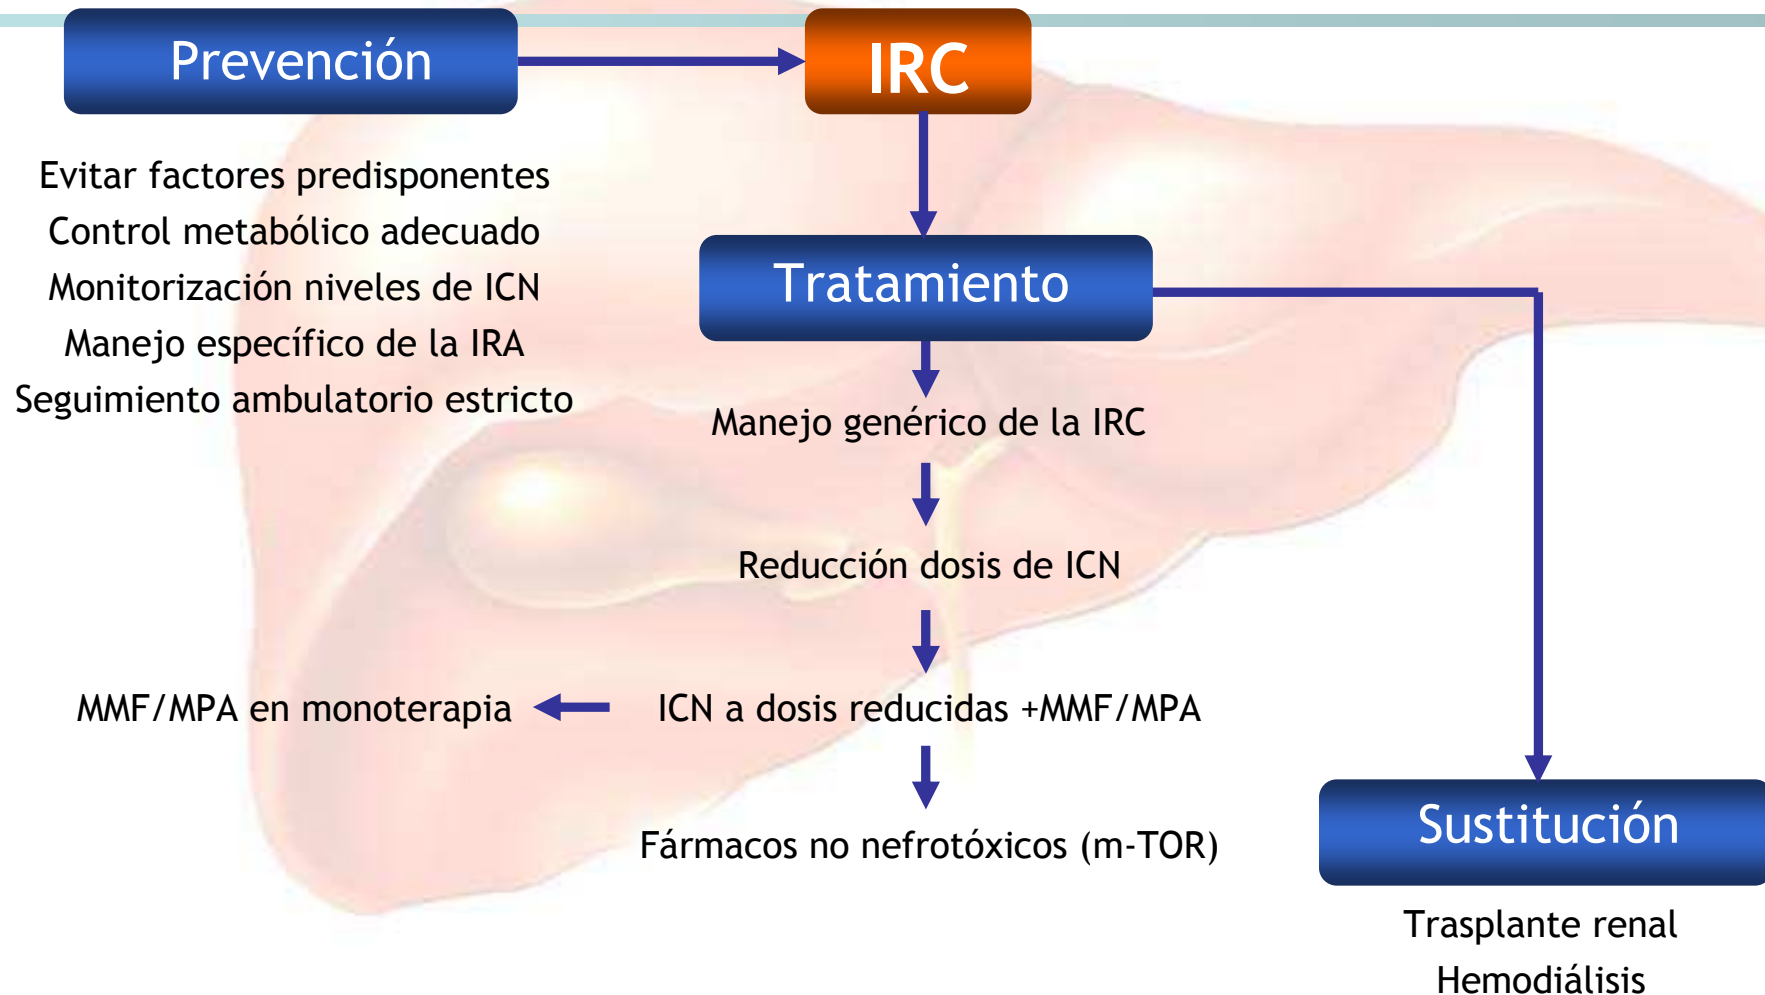 Prevención
IRC
Evitar factores predisponentes
Control metabólico adecuado
Monitorización niveles de ICN
Manejo específico de la IRA
Seguimiento ambulatorio estricto
Tratamiento
Manejo genérico de la IRC
Reducción dosis de ICN
MMF/MPA en monoterapia
ICN a dosis reducidas +MMF/MPA
Fármacos no nefrotóxicos (m-TOR)
Sustitución
Trasplante renal
Hemodiálisis